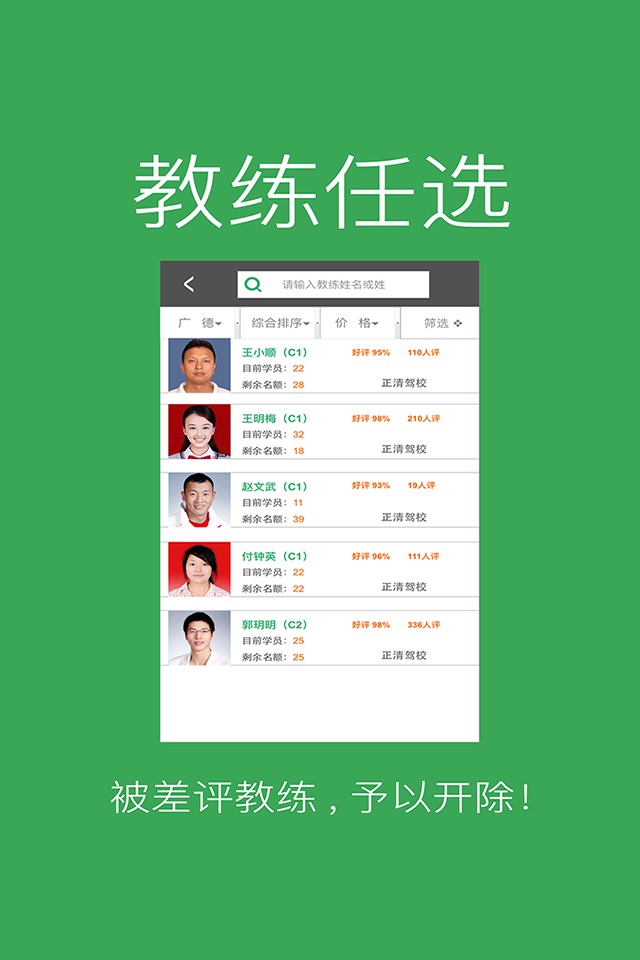 教练任选
请输入教练姓名或姓
广 德 综合排序 价 格 筛选
王小顺（C1） 好评 95% 110人评
目前学员：22
剩余名额：28 正清驾校
王明梅（C1） 好评 98% 210人评
目前学员：32
剩余名额：18 正清驾校
赵文武（C1） 好评 93% 19人评
目前学员：11
剩余名额：39 正清驾校
付钟英（C1） 好评 96% 111人评
目前学员：22
剩余名额：22 正清驾校
郭玥明（C2） 好评 98% 336人评
目前学员：25
剩余名额：25 正清驾校
被差评教练，予以开除！